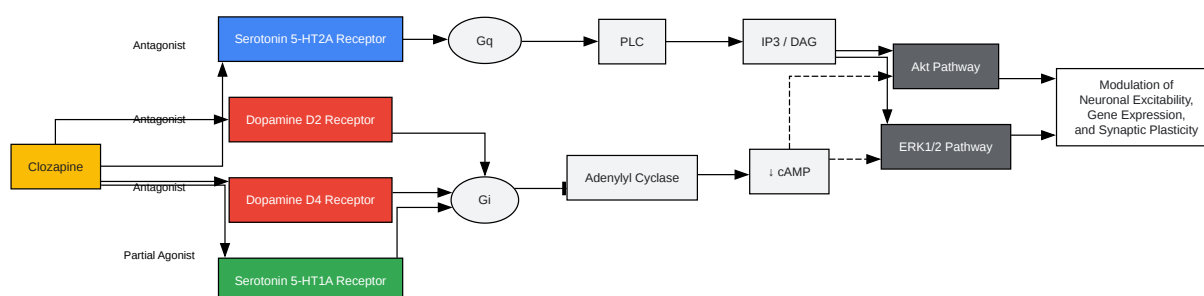 Antagonist
Serotonin 5-HT2A Receptor
Gq
PLC
IP3 / DAG
Akt Pathway
Modulation of
Neuronal Excitability,
Gene Expression,
and Synaptic Plasticity
Antagonist
Dopamine D2 Receptor
ERK1/2 Pathway
Clozapine
Antagonist
Dopamine D4 Receptor
Gi
Adenylyl Cyclase
↓ cAMP
Partial Agonist
Serotonin 5-HT1A Receptor